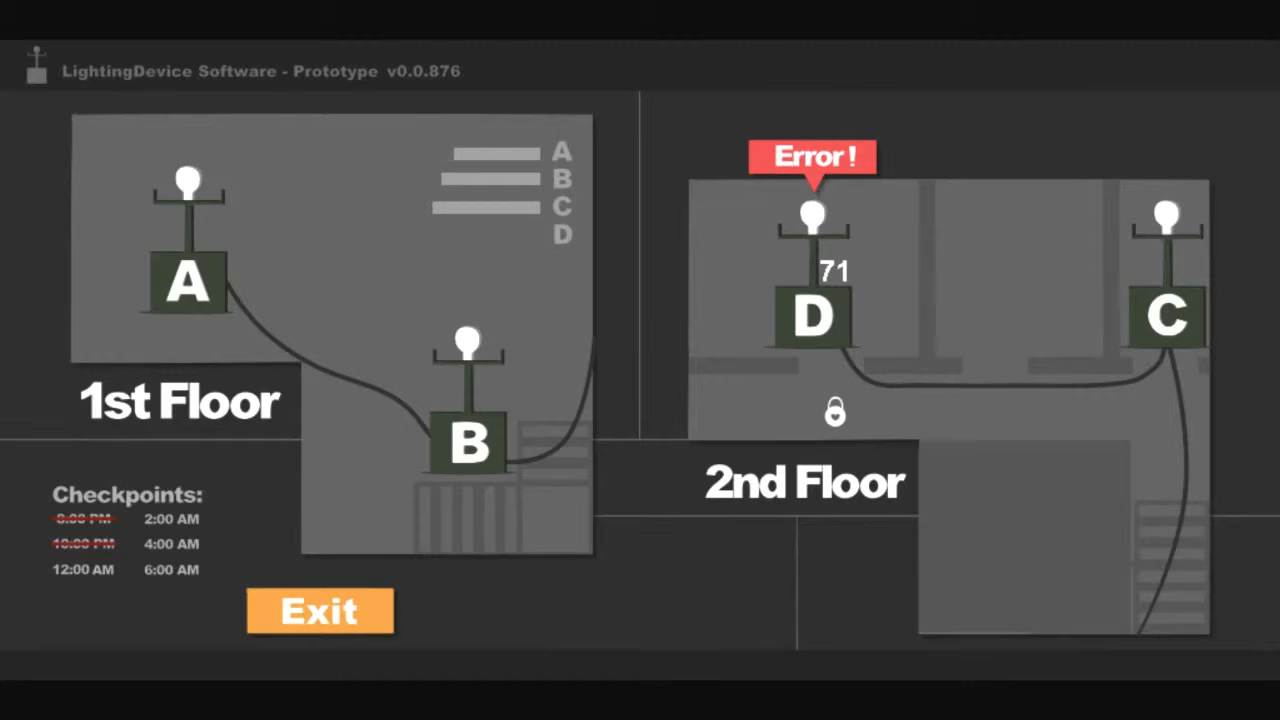 LightingDevice Software - Prototype v0.0.876
A
B
C
D
A
B
1st Floor
Error!
71
D
C
2nd Floor
Checkpoints:
8:00 PM 2:00 AM
10:00 PM 4:00 AM
12:00 AM 6:00 AM
Exit